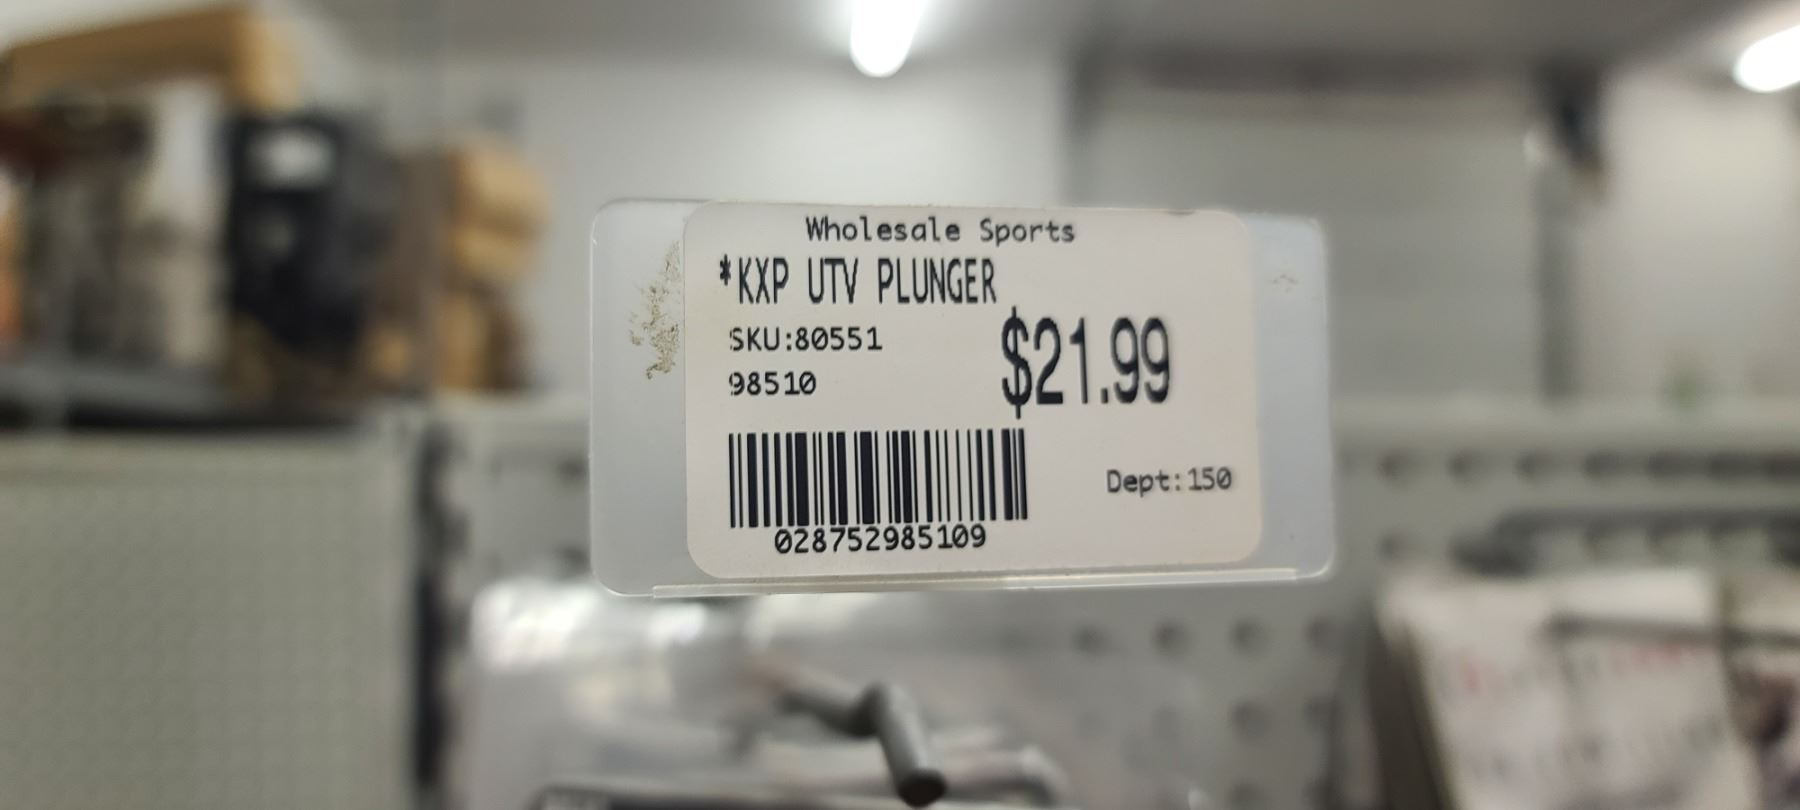 Wholesale Sports
*KXP UTV PLUNGER
SKU:80551
$21.99
98510
Dept:150
028752985109